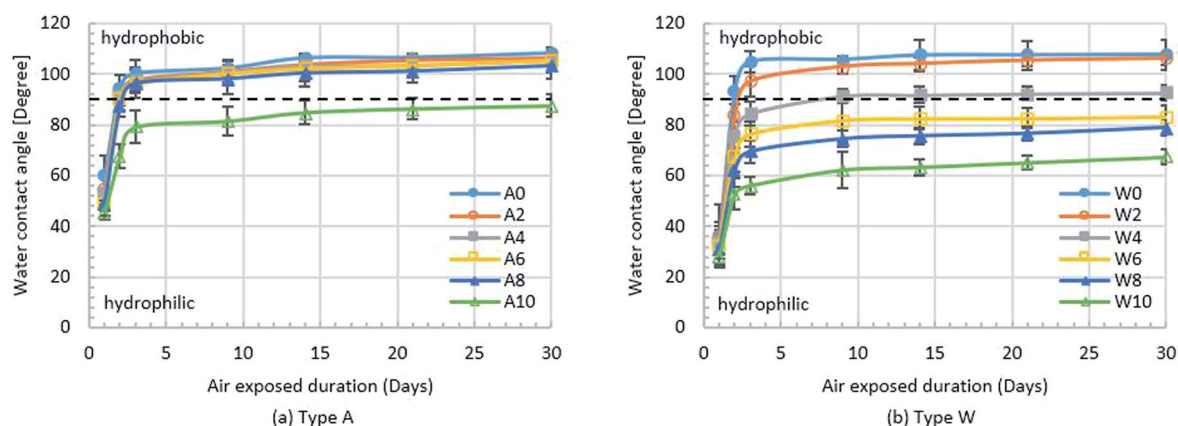 120
100
80
60
40
20
0
Water contact angle [Degree]
hydrophobic
hydrophilic
A0
A2
A4
A6
A8
A10
0 5 10 15 20 25 30
Air exposed duration (Days)
(a) Type A
120
100
80
60
40
20
0
Water contact angle [Degree]
hydrophobic
hydrophilic
W0
W2
W4
W6
W8
W10
0 5 10 15 20 25 30
Air exposed duration (Days)
(b) Type W